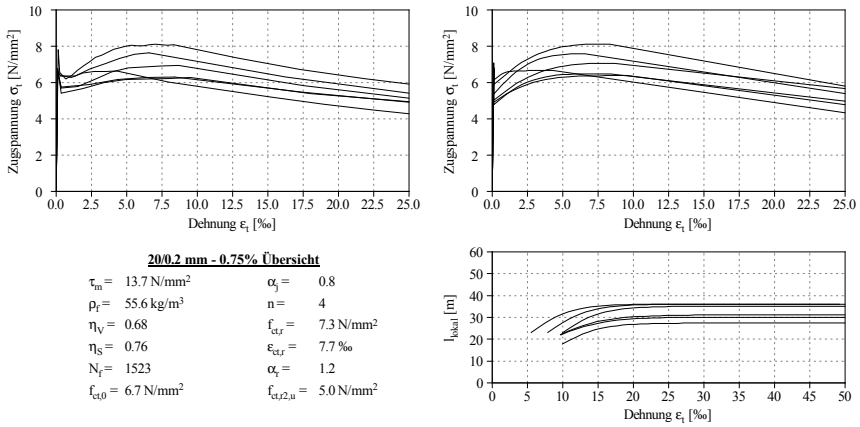 10
8
6
4
2
0
Zugspannung σt [N/mm²]
0.0 2.5 5.0 7.5 10.0 12.5 15.0 17.5 20.0 22.5 25.0
Dehnung εt [‰]
10
8
6
4
2
0
Zugspannung σt [N/mm²]
0.0 2.5 5.0 7.5 10.0 12.5 15.0 17.5 20.0 22.5 25.0
Dehnung εt [‰]
20/0.2 mm - 0.75% Übersicht
τm = 13.7 N/mm² αj = 0.8
ρf = 55.6 kg/m³ n = 4
ηV = 0.68 fct,r = 7.3 N/mm²
ηS = 0.76 εct,r = 7.7 ‰
Nf = 1523 αr = 1.2
fct,0 = 6.7 N/mm² fct,r2,u = 5.0 N/mm²
60
50
40
30
20
10
0
llokal [m]
0 5 10 15 20 25 30 35 40 45 50
Dehnung εt [‰]